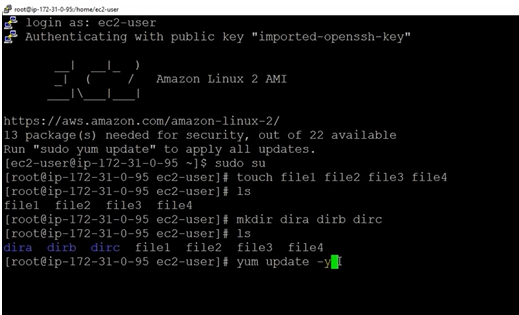 root@ip-172-31-0-95:/home/ec2-user
login as: ec2-user
Authenticating with public key "imported-openssh-key"
__|  __|_  )
_|  (     /   Amazon Linux 2 AMI
___|\___|___|
https://aws.amazon.com/amazon-linux-2/
13 package(s) needed for security, out of 22 available
Run "sudo yum update" to apply all updates.
[ec2-user@ip-172-31-0-95 ~]$ sudo su
[root@ip-172-31-0-95 ec2-user]# touch file1 file2 file3 file4
[root@ip-172-31-0-95 ec2-user]# ls
file1  file2  file3  file4
[root@ip-172-31-0-95 ec2-user]# mkdir dira dirb dirc
[root@ip-172-31-0-95 ec2-user]# ls
dira  dirb  dirc  file1  file2  file3  file4
[root@ip-172-31-0-95 ec2-user]# yum update -y